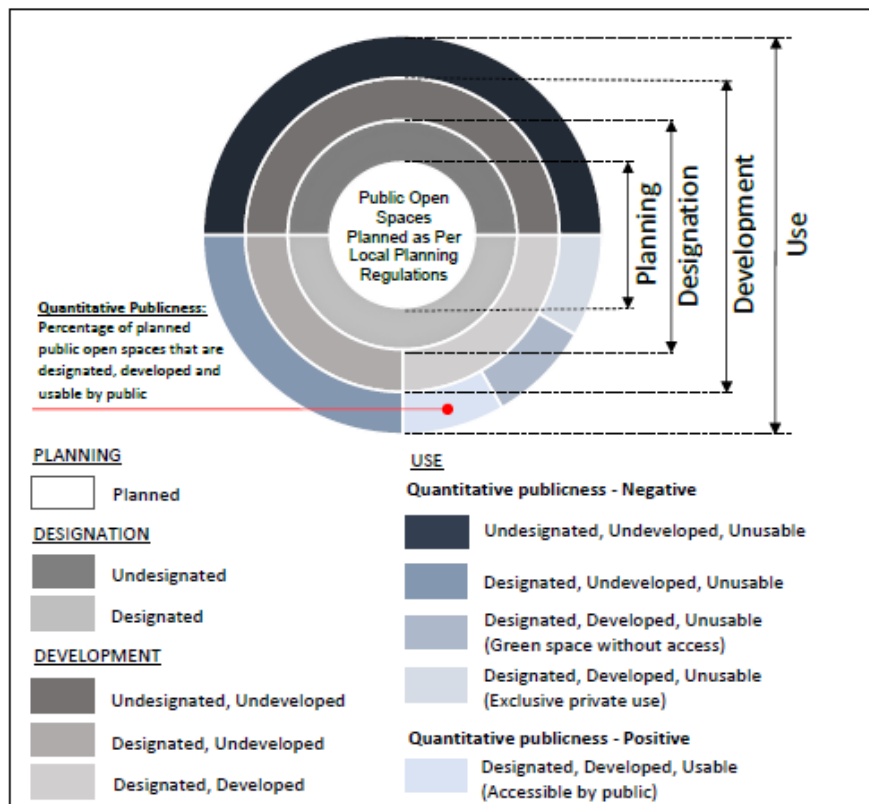 Public Open
Spaces
Planned as Per
Local Planning
Regulations
Planning
Designation
Development
Use
Quantitative Publicness:
Percentage of planned
public open spaces that are
designated, developed and
usable by public
PLANNING
Planned
DESIGNATION
Undesignated
Designated
DEVELOPMENT
Undesignated, Undeveloped
Designated, Undeveloped
Designated, Developed
USE
Quantitative publicness - Negative
Undesignated, Undeveloped, Unusable
Designated, Undeveloped, Unusable
Designated, Developed, Unusable
(Green space without access)
Designated, Developed, Unusable
(Exclusive private use)
Quantitative publicness - Positive
Designated, Developed, Usable
(Accessible by public)